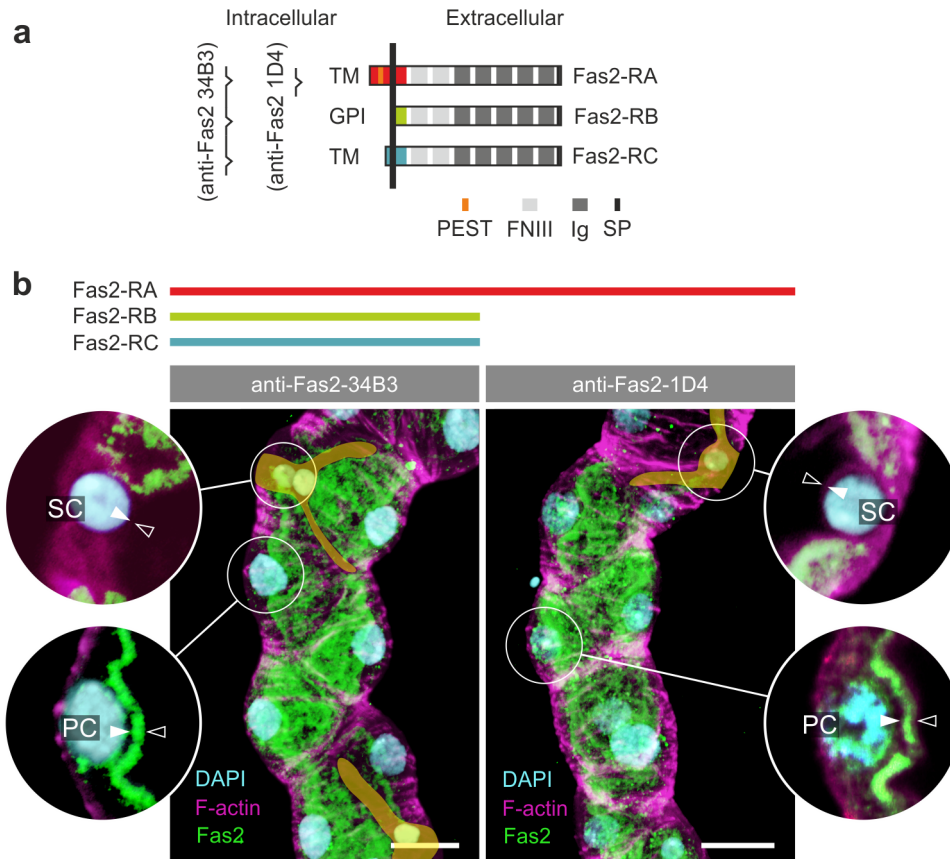 a
Intracellular
Extracellular
(anti-Fas2 34B3)
(anti-Fas2 1D4)
TM
Fas2-RA
GPI
Fas2-RB
TM
Fas2-RC
PEST
FNIII
Ig
SP
b
Fas2-RA
Fas2-RB
Fas2-RC
anti-Fas2-34B3
anti-Fas2-1D4
SC
SC
PC
PC
DAPI
F-actin
Fas2
DAPI
F-actin
Fas2